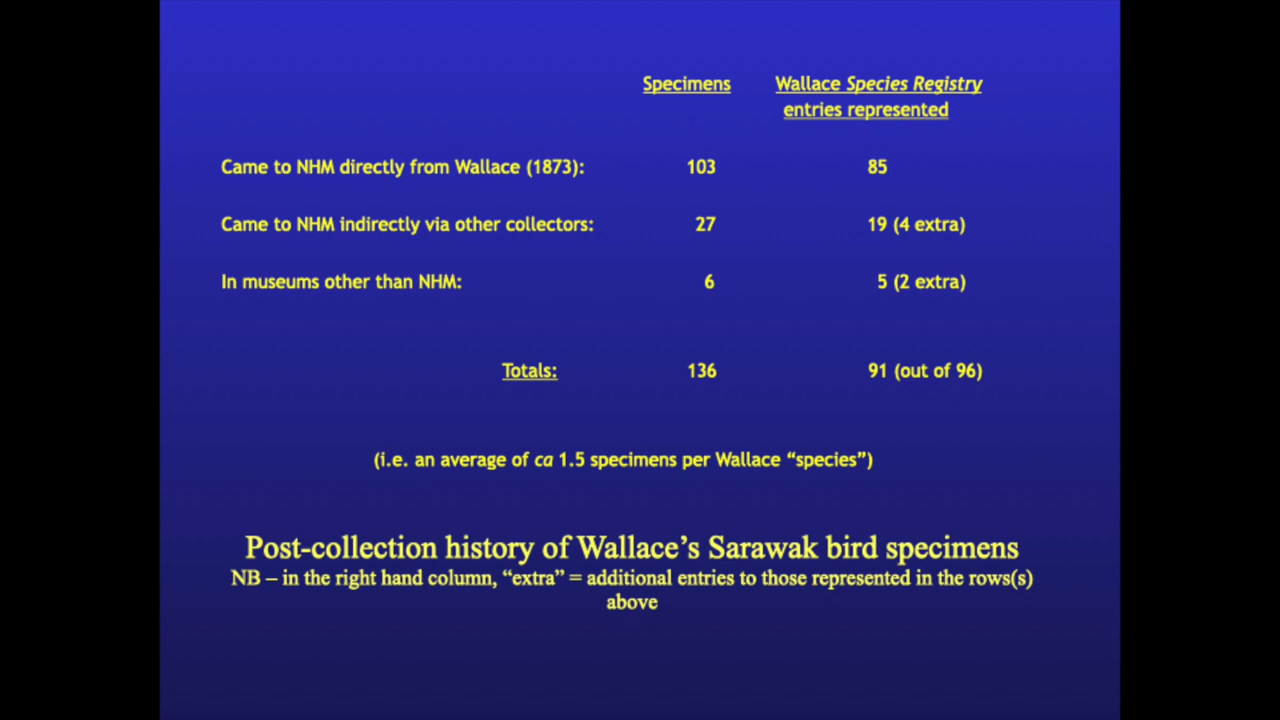 Specimens Wallace Species Registry
entries represented
Came to NHM directly from Wallace (1873): 103 85
Came to NHM indirectly via other collectors: 27 19 (4 extra)
In museums other than NHM: 6 5 (2 extra)
Totals: 136 91 (out of 96)
(i.e. an average of ca 1.5 specimens per Wallace “species”)
Post-collection history of Wallace’s Sarawak bird specimens
NB – in the right hand column, “extra” = additional entries to those represented in the rows(s)
above